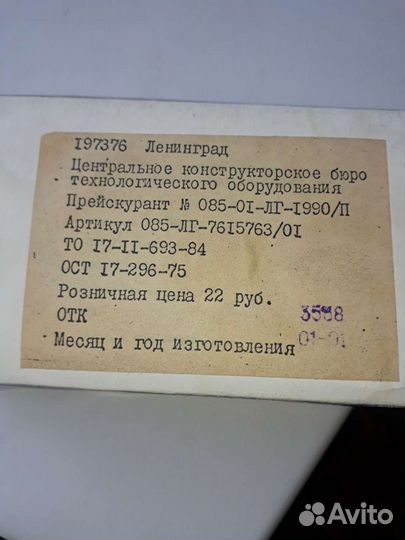 197376 Ленинград
Центральное конструкторское бюро
технологического оборудования
Прейскурант № 085-01-ЛГ-1990/П
Артикул 085-ЛГ-7615763/01
ТО 17-11-693-84
ОСТ 17-296-75
Розничная цена 22 руб.
ОТК
Месяц и год изготовления
Avito